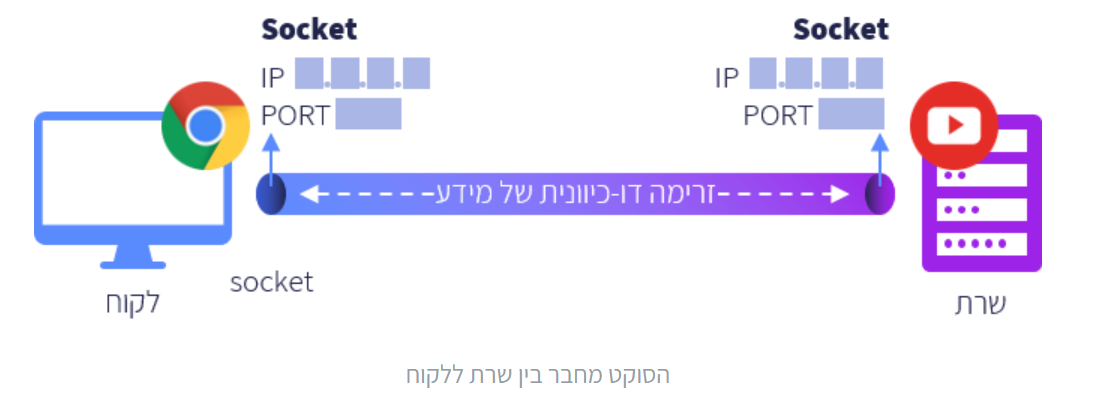 Socket
IP
PORT
Socket
IP
PORT
זרימה דו-כיוונית של מידע
socket
לקוח
שרת
הסוקט מחבר בין שרת ללקוח